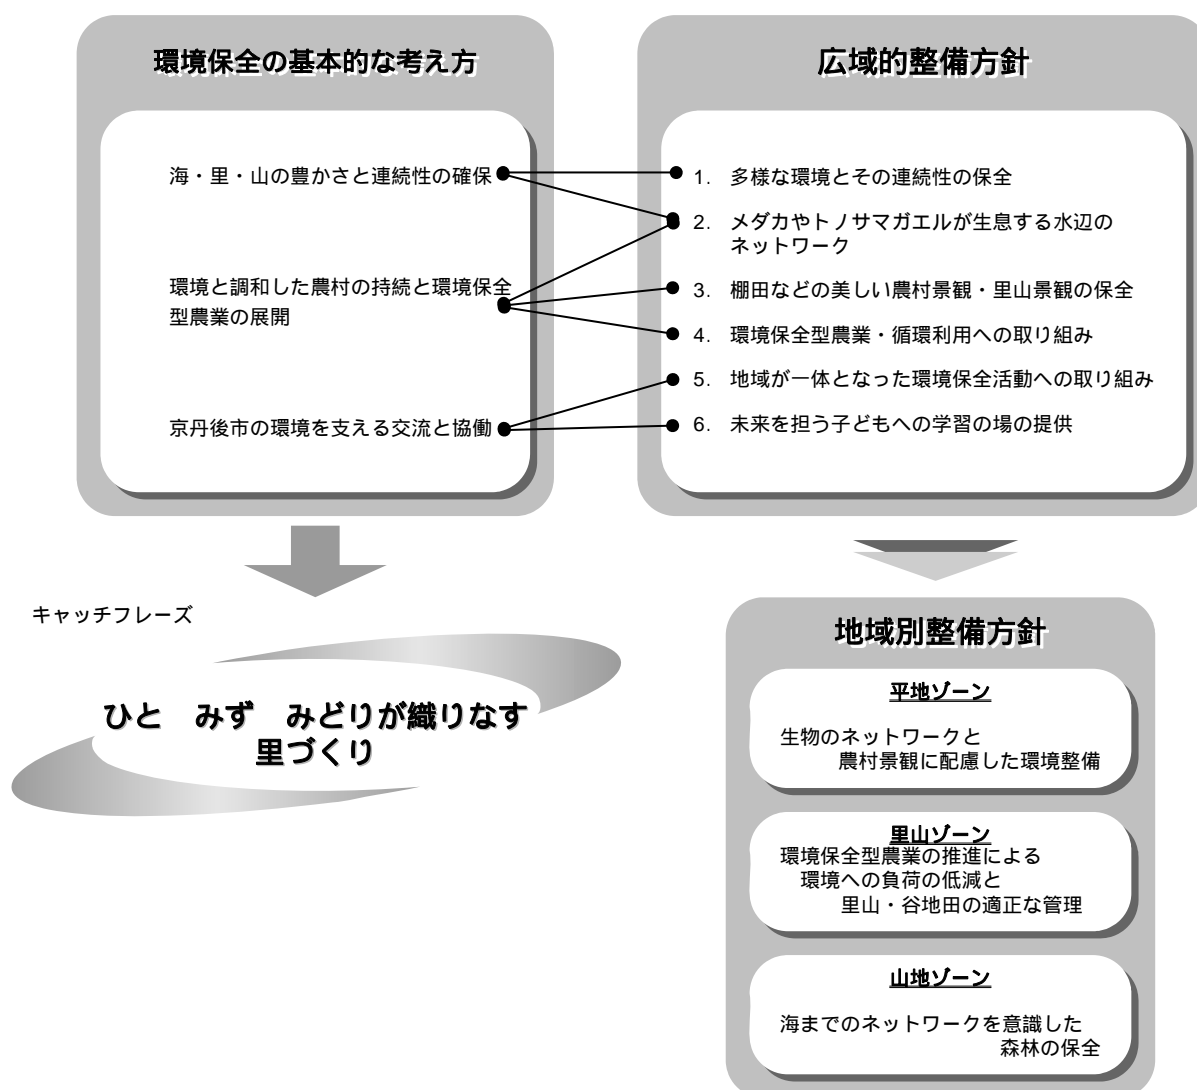 環境保全の基本的な考え方
海・里・山の豊かさと連続性の確保
環境と調和した農村の持続と環境保全
型農業の展開
京丹後市の環境を支える交流と協働
広域的整備方針
1. 多様な環境とその連続性の保全
2. メダカやトノサマガエルが生息する水辺の
ネットワーク
3. 棚田などの美しい農村景観・里山景観の保全
4. 環境保全型農業・循環利用への取り組み
5. 地域が一体となった環境保全活動への取り組み
6. 未来を担う子どもへの学習の場の提供
キャッチフレーズ
ひと　みず　みどりが織りなす
里づくり
地域別整備方針
平地ゾーン
生物のネットワークと
農村景観に配慮した環境整備
里山ゾーン
環境保全型農業の推進による
環境への負荷の低減と
里山・谷地田の適正な管理
山地ゾーン
海までのネットワークを意識した
森林の保全